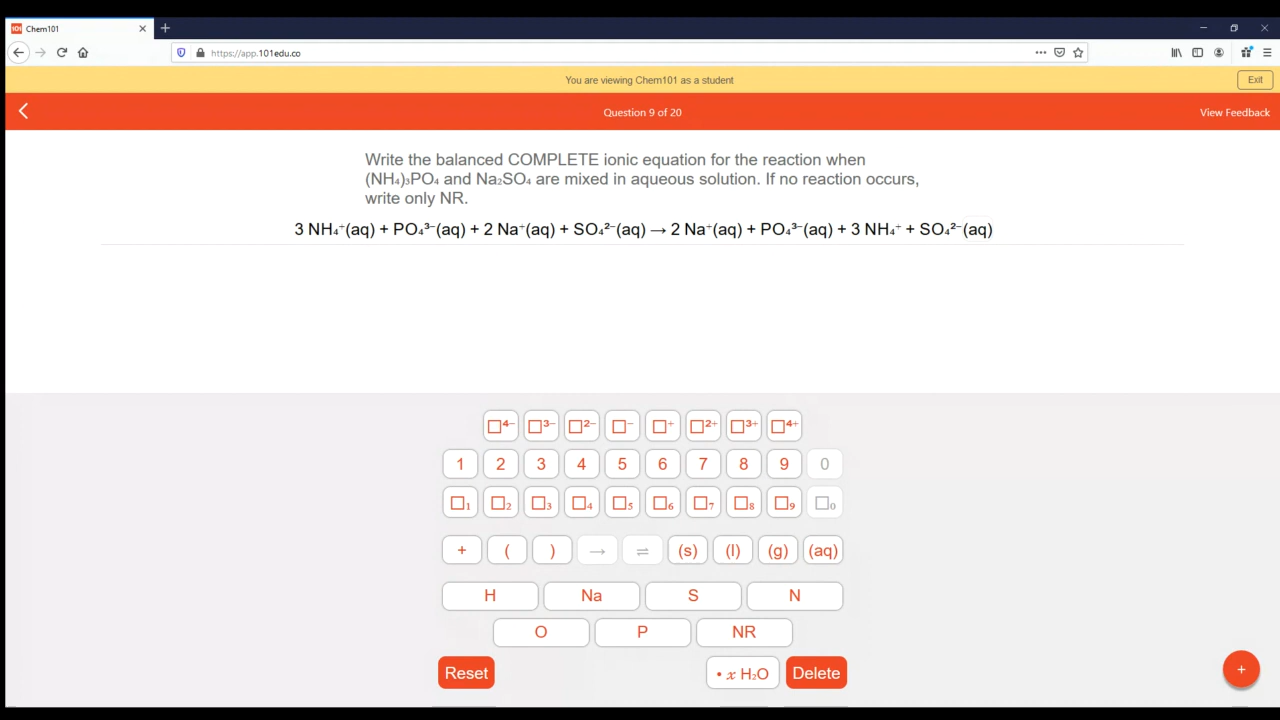 101 Chem101
https://app.101edu.co
You are viewing Chem101 as a student
Exit
Question 9 of 20
View Feedback
Write the balanced COMPLETE ionic equation for the reaction when
(NH₄)₃PO₄ and Na₂SO₄ are mixed in aqueous solution. If no reaction occurs,
write only NR.
3 NH₄⁺(aq) + PO₄³⁻(aq) + 2 Na⁺(aq) + SO₄²⁻(aq) → 2 Na⁺(aq) + PO₄³⁻(aq) + 3 NH₄⁺ + SO₄²⁻(aq)
□⁴⁻ □³⁻ □²⁻ □⁻ □⁺ □²⁺ □³⁺ □⁴⁺
1 2 3 4 5 6 7 8 9 0
□₁ □₂ □₃ □₄ □₅ □₆ □₇ □₈ □₉ □₀
+ ( ) → ⇌ (s) (l) (g) (aq)
H Na S N
O P NR
Reset • x H₂O Delete
+